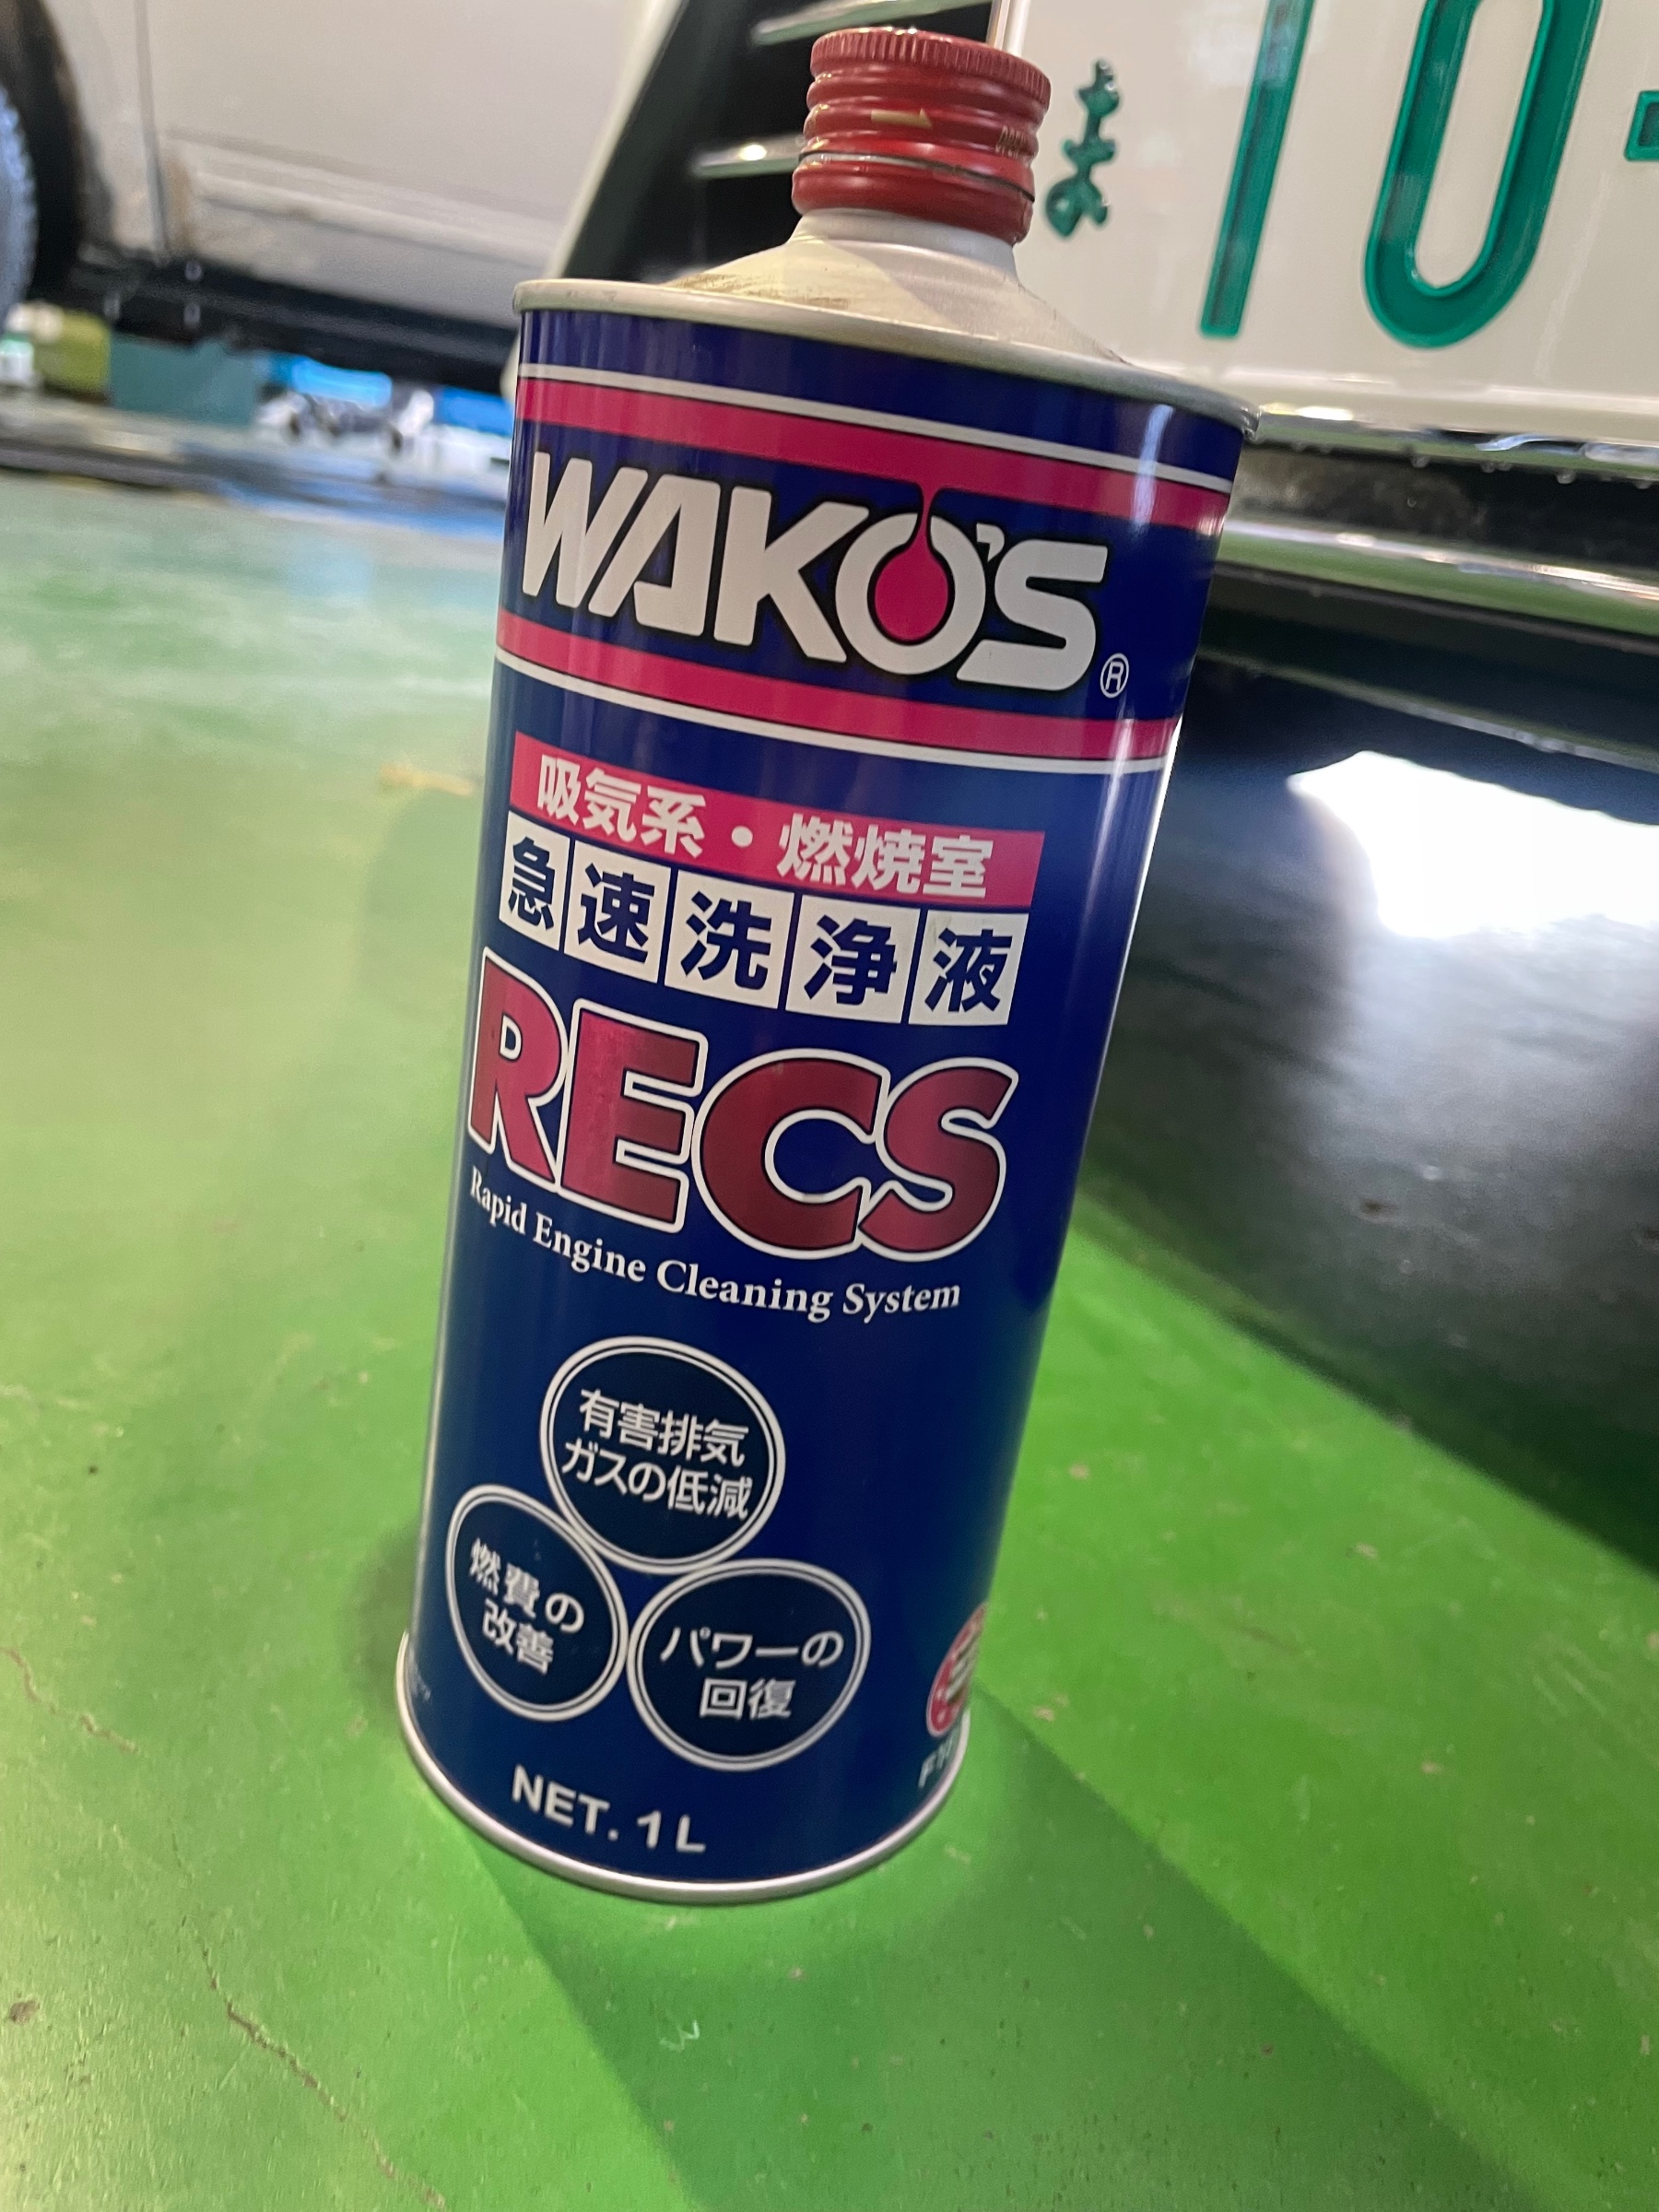 よ 10-
WAKO'S®
吸気系・燃焼室
急速洗浄液
RECS
Rapid Engine Cleaning System
有害排気
ガスの低減
燃費の
改善
パワーの
回復
NET. 1L